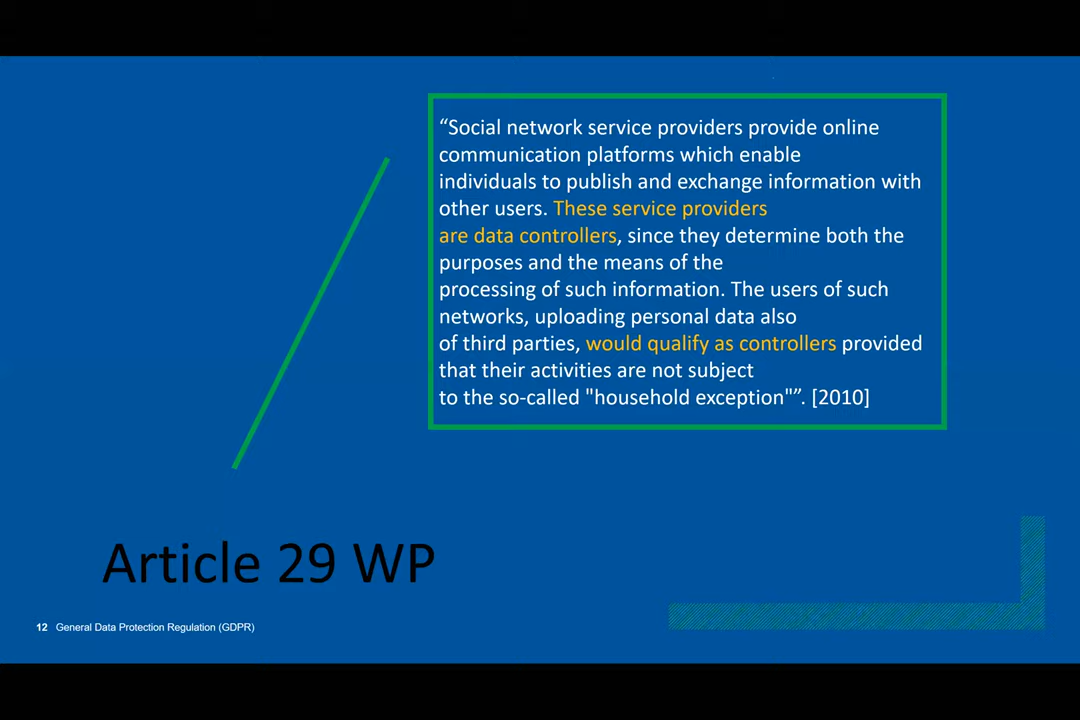 “Social network service providers provide online
communication platforms which enable
individuals to publish and exchange information with
other users. These service providers
are data controllers, since they determine both the
purposes and the means of the
processing of such information. The users of such
networks, uploading personal data also
of third parties, would qualify as controllers provided
that their activities are not subject
to the so-called "household exception"”. [2010]
Article 29 WP
12 General Data Protection Regulation (GDPR)